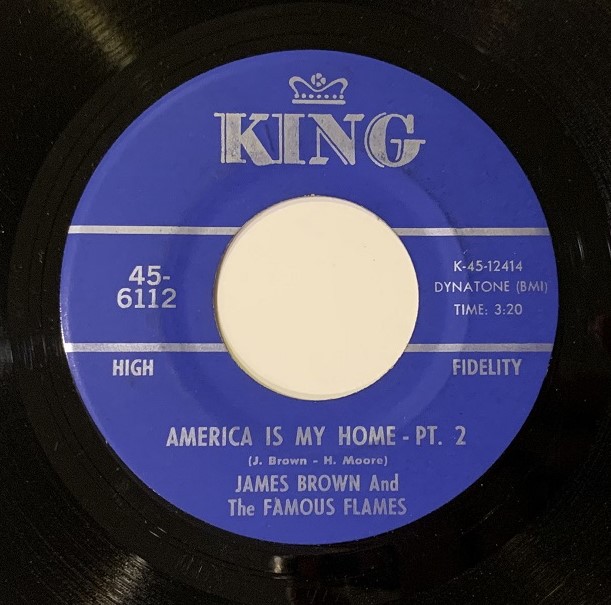 K
KING
45-
6112
K-45-12414
DYNATONE (BMI)
TIME: 3:20
HIGH
FIDELITY
AMERICA IS MY HOME - PT. 2
(J. Brown - H. Moore)
JAMES BROWN And
The FAMOUS FLAMES